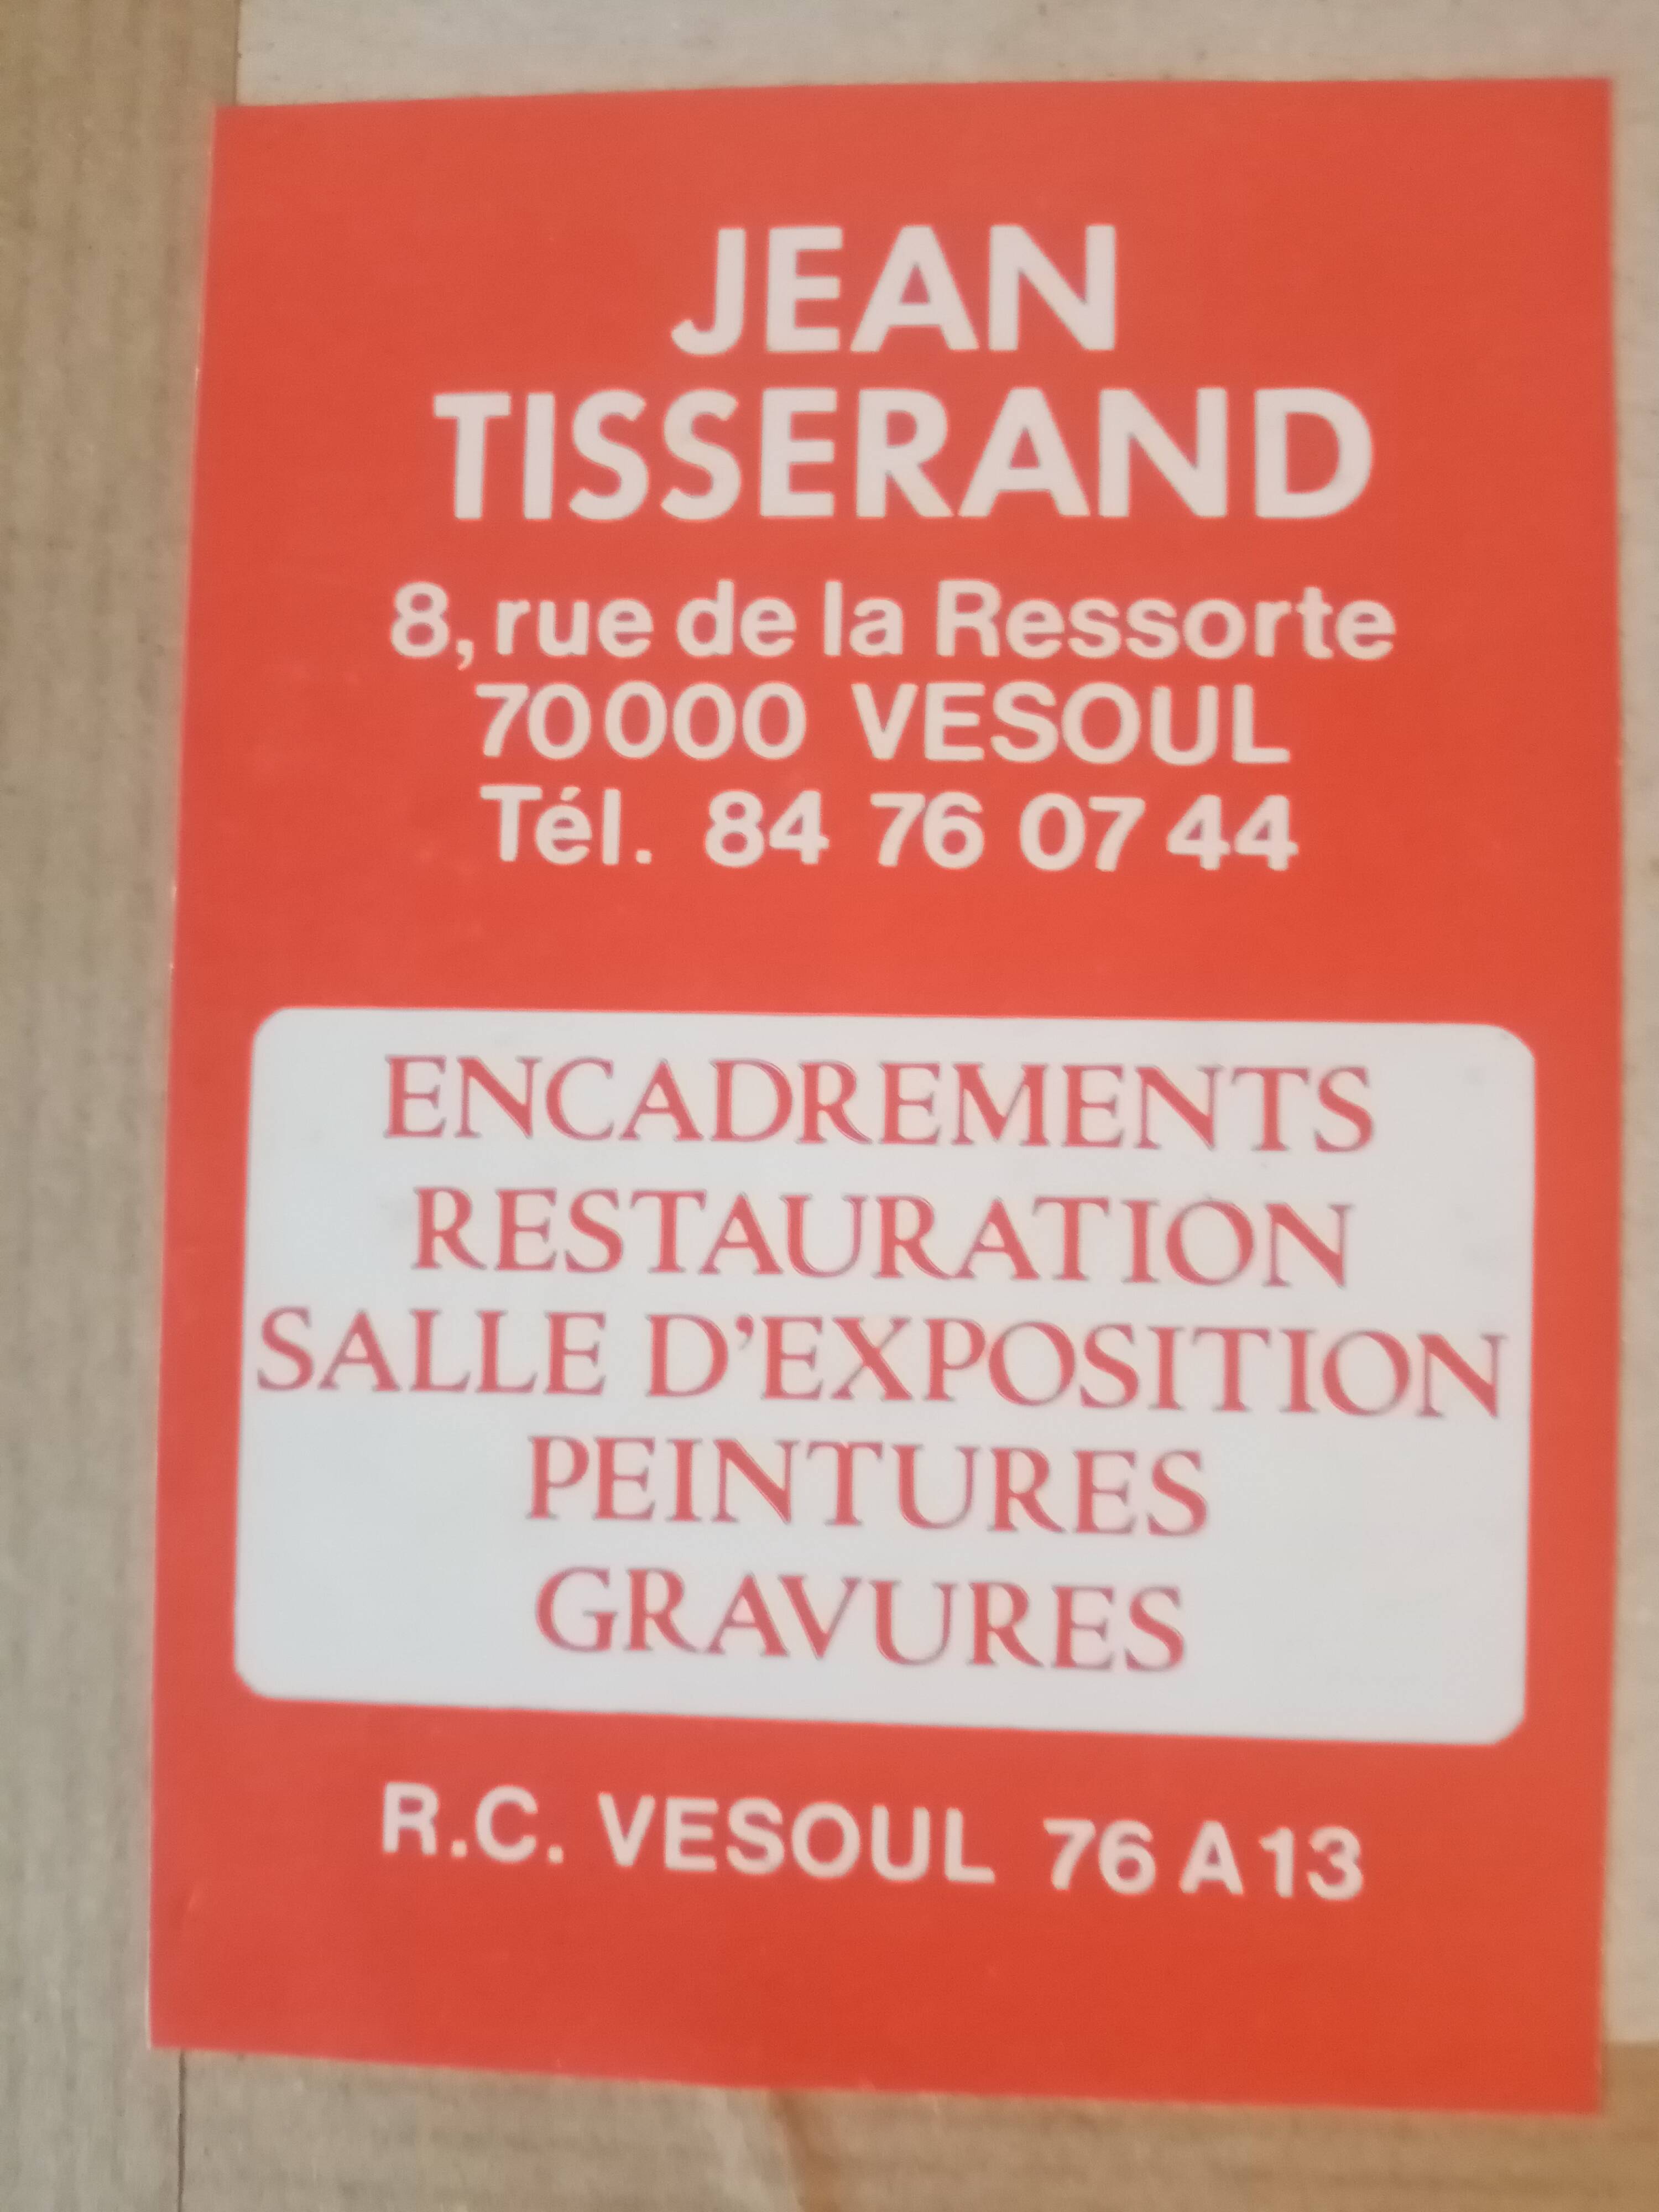 JEAN
TISSERAND
8, rue de la Ressorte
70000 VESOUL
Tél. 84 76 07 44
ENCADREMENTS
RESTAURATION
SALLE D'EXPOSITION
PEINTURES
GRAVURES
R.C. VESOUL 76 A 13